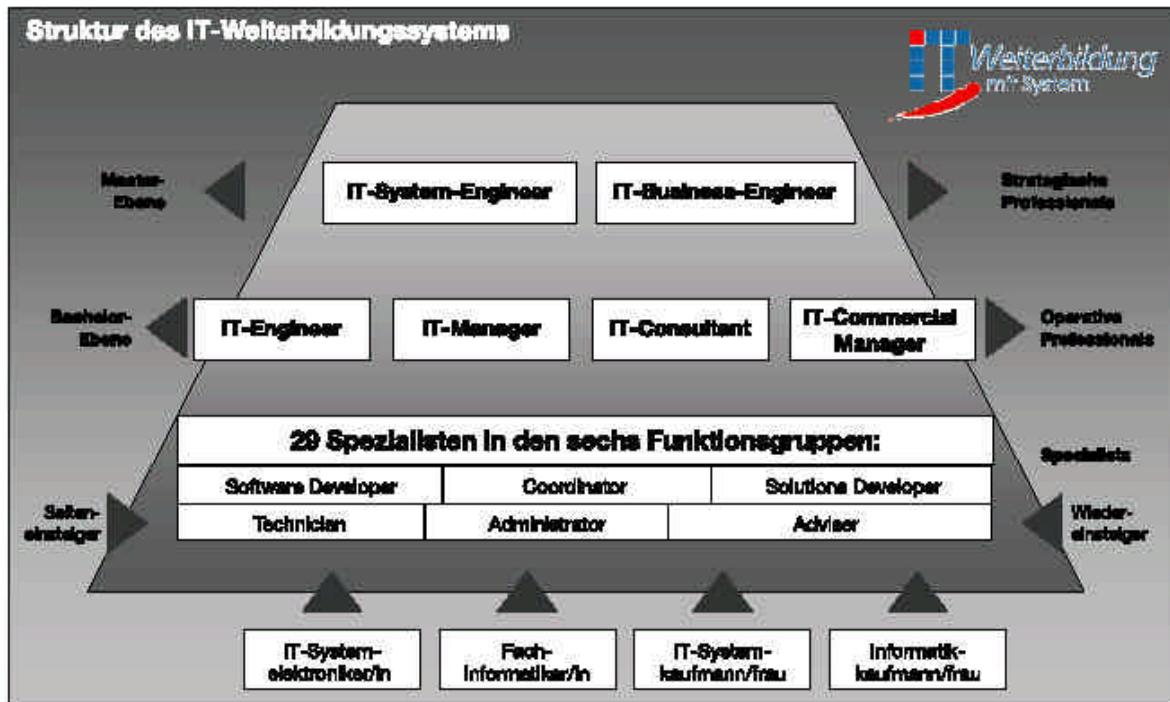 Struktur des IT-Weiterbildungssystems
IT Weiterbildung
mit System
Master-
Ebene
IT-System-Engineer
IT-Business-Engineer
Strategische
Professionals
Bachelor-
Ebene
IT-Engineer
IT-Manager
IT-Consultant
IT-Commercial
Manager
Operative
Professionals
29 Spezialisten in den sechs Funktionsgruppen:
Specialists
Software Developer
Coordinator
Solutions Developer
Seiten-
einsteiger
Technician
Administrator
Adviser
Wieder-
einsteiger
IT-System-
elektroniker/in
Fach-
informatiker/in
IT-System-
kaufmann/frau
Informatik-
kaufmann/frau